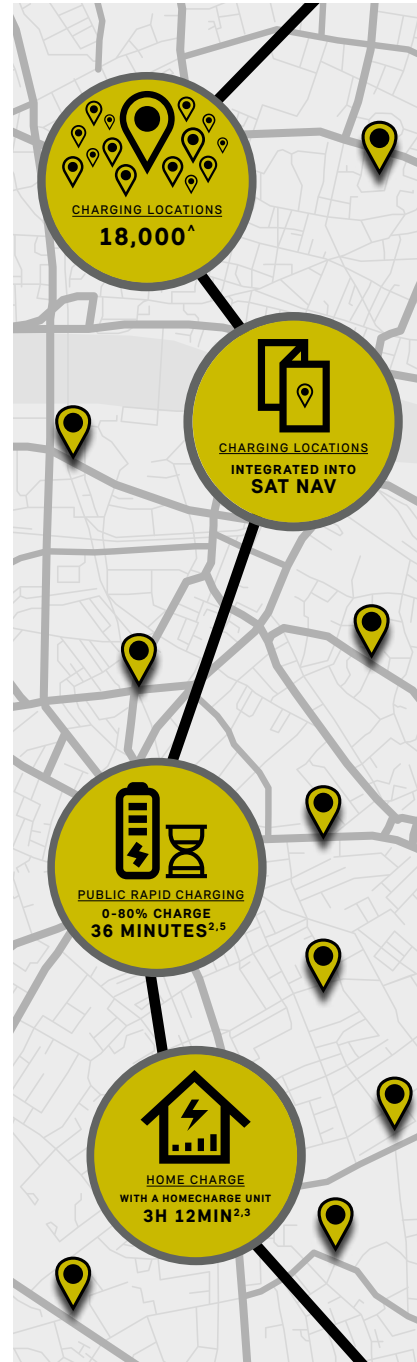 CHARGING LOCATIONS
18,000^
CHARGING LOCATIONS
INTEGRATED INTO
SAT NAV
PUBLIC RAPID CHARGING
0-80% CHARGE
36 MINUTES2,5
HOME CHARGE
WITH A HOMECHARGE UNIT
3H 12MIN2,3